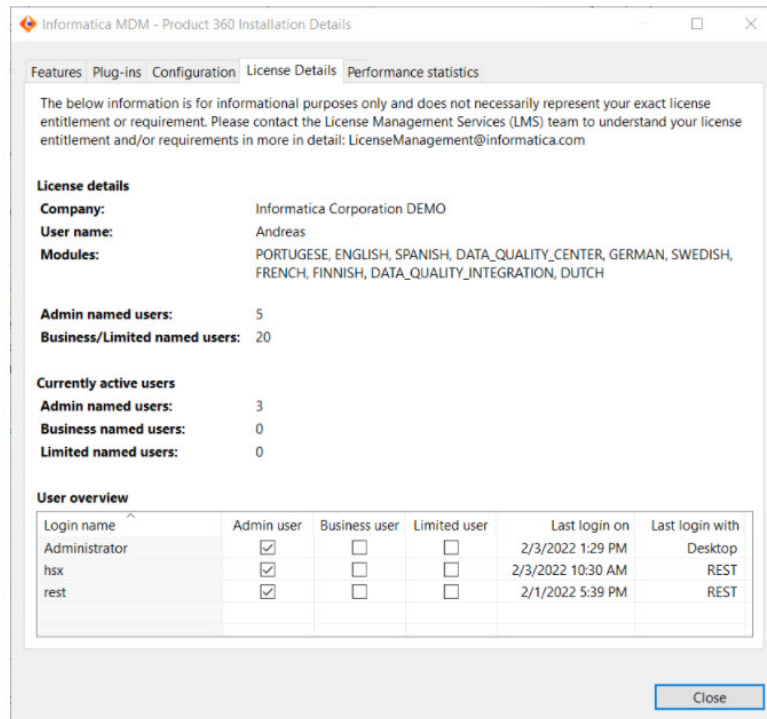 Informatica MDM - Product 360 Installation Details
Features Plug-ins Configuration License Details Performance statistics
The below information is for informational purposes only and does not necessarily represent your exact license
entitlement or requirement. Please contact the License Management Services (LMS) team to understand your license
entitlement and/or requirements in more in detail: LicenseManagement@informatica.com
License details
Company: Informatica Corporation DEMO
User name: Andreas
Modules: PORTUGESE, ENGLISH, SPANISH, DATA_QUALITY_CENTER, GERMAN, SWEDISH,
FRENCH, FINNISH, DATA_QUALITY_INTEGRATION, DUTCH
Admin named users: 5
Business/Limited named users: 20
Currently active users
Admin named users: 3
Business named users: 0
Limited named users: 0
User overview
Login name Admin user Business user Limited user Last login on Last login with
Administrator 2/3/2022 1:29 PM Desktop
hsx 2/3/2022 10:30 AM REST
rest 2/1/2022 5:39 PM REST
Close